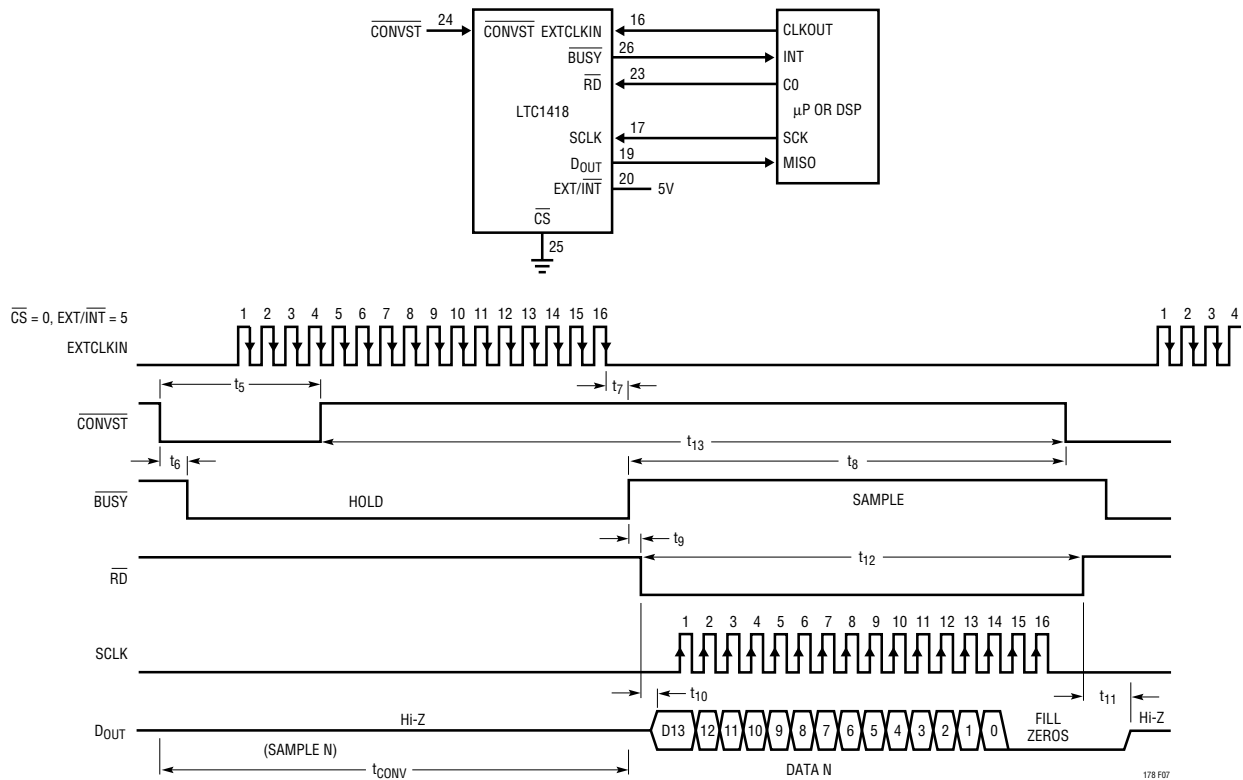 CONVST 24 CONVST EXTCLKIN 16 CLKOUT
BUSY 26 INT
RD 23 C0
LTC1418 μP OR DSP
SCLK 17 SCK
DOUT 19 MISO
EXT/INT 20 5V
CS
25
CS = 0, EXT/INT = 5
1 2 3 4 5 6 7 8 9 10 11 12 13 14 15 16 1 2 3 4
EXTCLKIN
t5 t7
CONVST
t13
t6 t8
BUSY HOLD SAMPLE
t9
t12
RD
1 2 3 4 5 6 7 8 9 10 11 12 13 14 15 16
SCLK
t10 t11
DOUT Hi-Z D13 12 11 10 9 8 7 6 5 4 3 2 1 0 FILL ZEROS Hi-Z
(SAMPLE N)
tCONV DATA N
178 F07